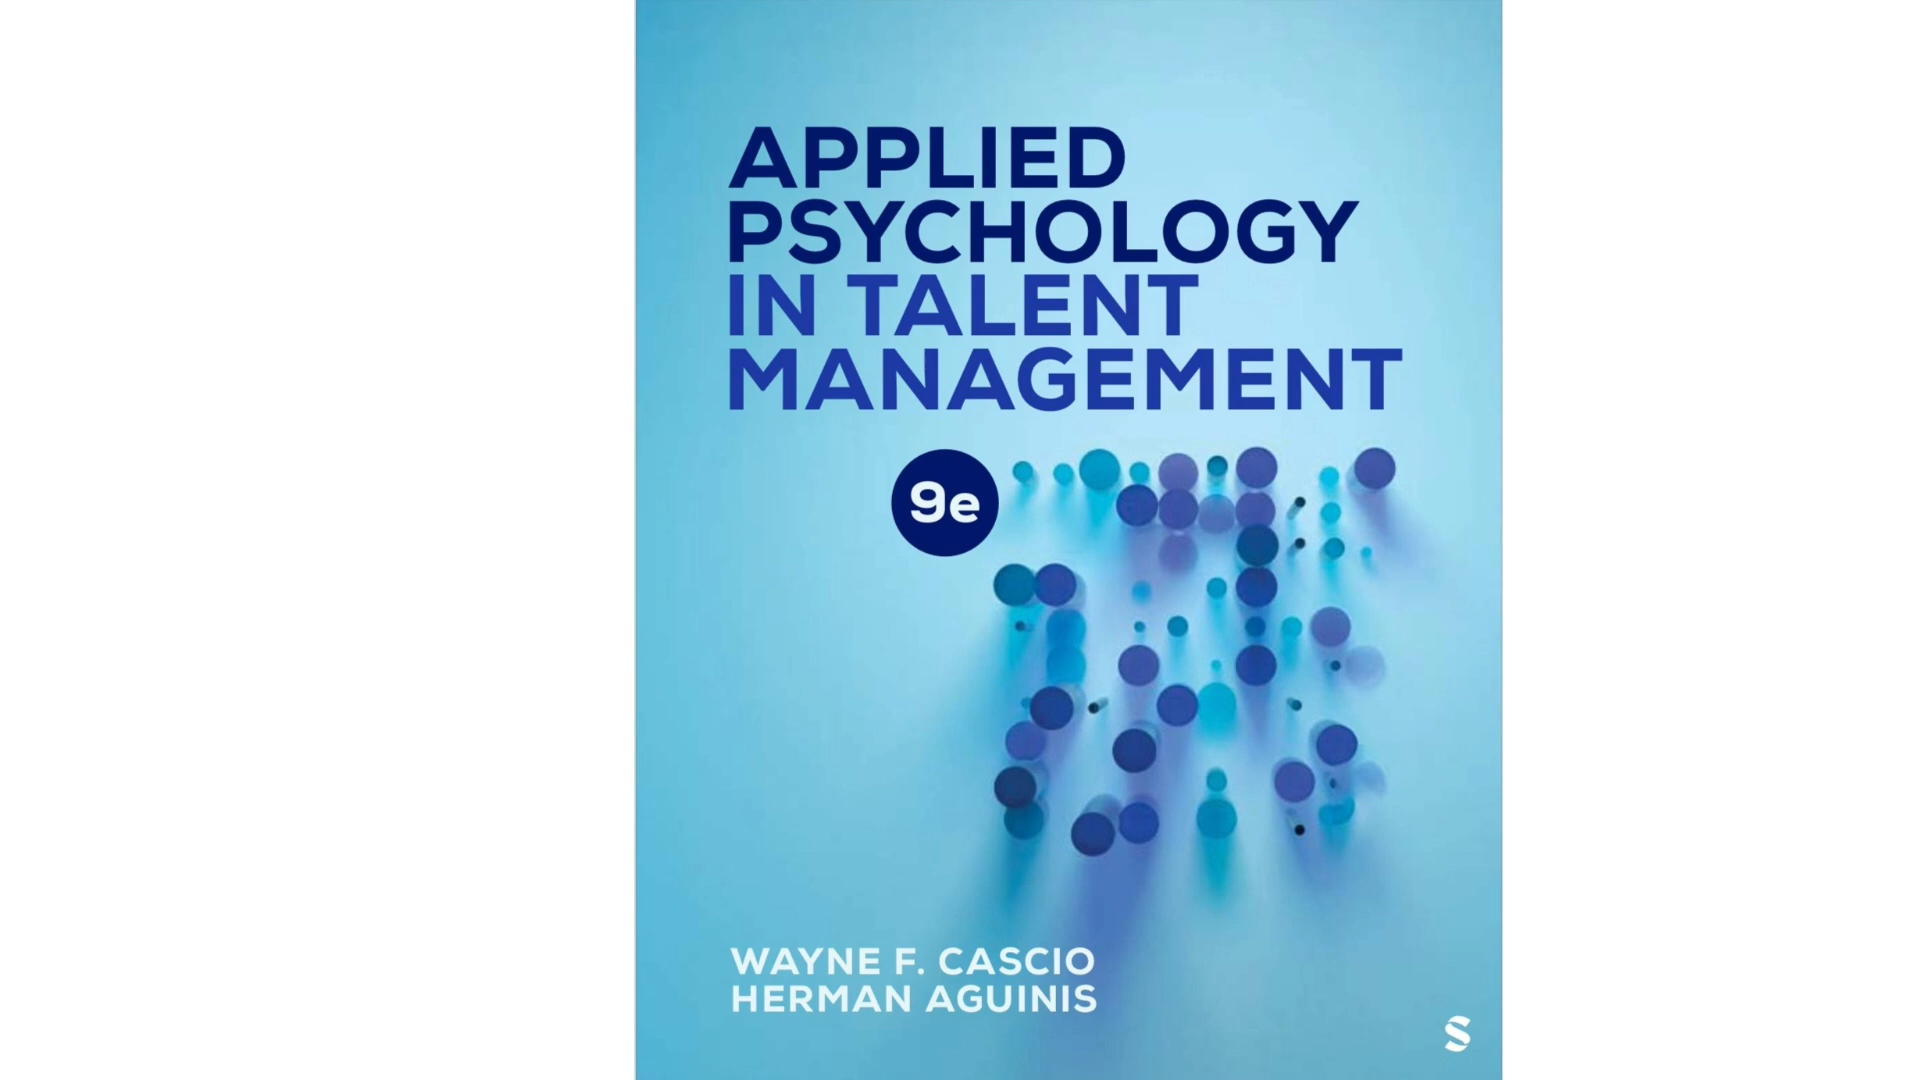 APPLIED
PSYCHOLOGY
IN TALENT
MANAGEMENT
9e
WAYNE F. CASCIO
HERMAN AGUINIS
S